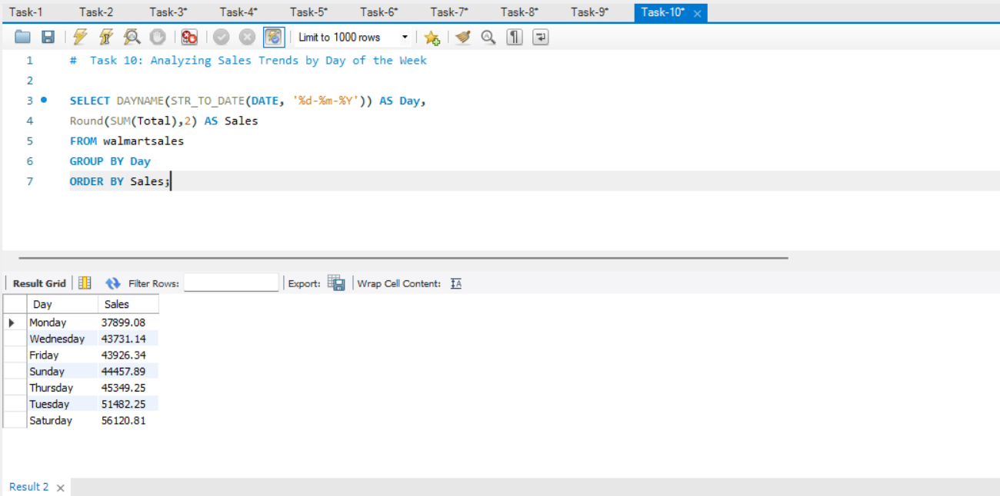 Task-1 Task-2 Task-3* Task-4* Task-5* Task-6* Task-7* Task-8* Task-9* Task-10* ×
Limit to 1000 rows
1 # Task 10: Analyzing Sales Trends by Day of the Week
2
3 SELECT DAYNAME(STR_TO_DATE(DATE, '%d-%m-%Y')) AS Day,
4 Round(SUM(Total),2) AS Sales
5 FROM walmartsales
6 GROUP BY Day
7 ORDER BY Sales;
Result Grid Filter Rows: Export: Wrap Cell Content: IA
Day Sales
Monday 37899.08
Wednesday 43731.14
Friday 43926.34
Sunday 44457.89
Thursday 45349.25
Tuesday 51482.25
Saturday 56120.81
Result 2 ×